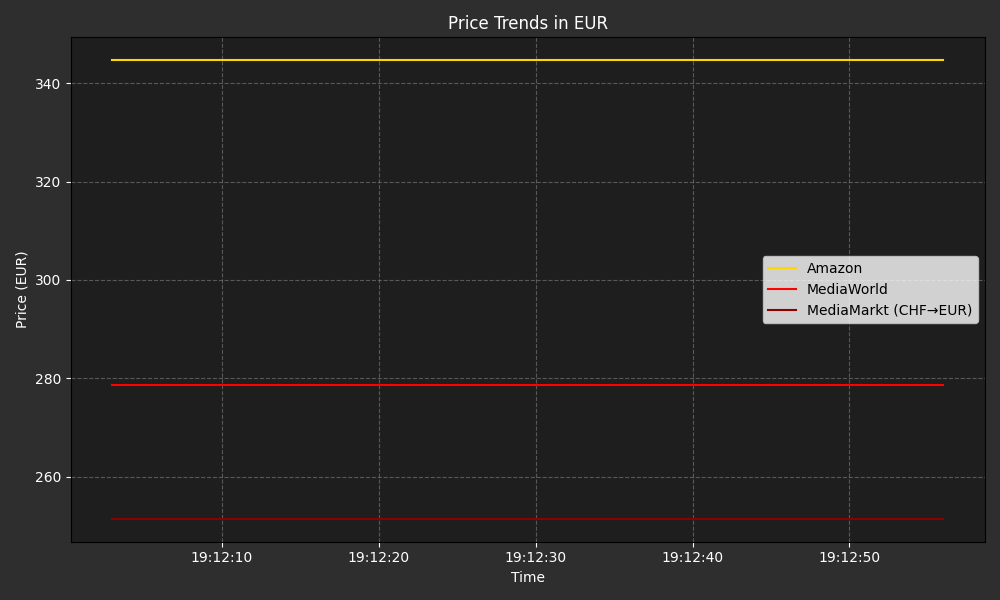 Price Trends in EUR
Price (EUR)
340
320
300
280
260
Amazon
MediaWorld
MediaMarkt (CHF→EUR)
19:12:10 19:12:20 19:12:30 19:12:40 19:12:50
Time